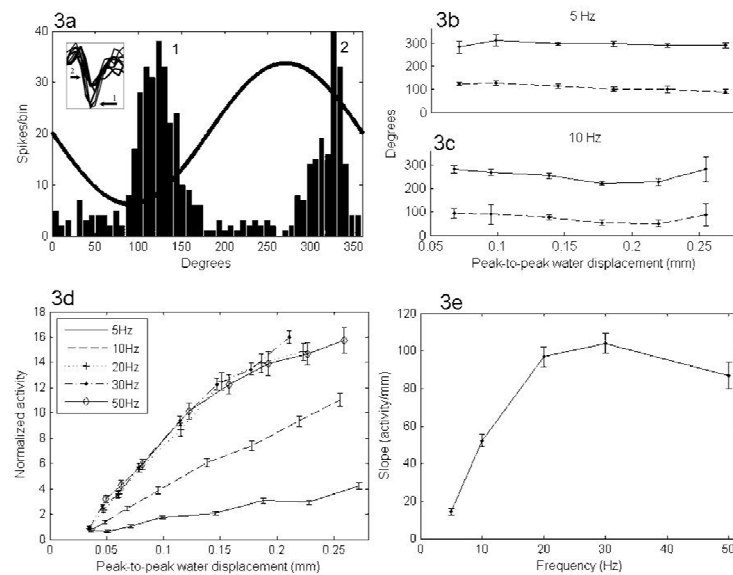 3a
1
2
2
1
40
30
20
10
0
Spikes/bin
0 50 100 150 200 250 300 350
Degrees
3b
5 Hz
300
200
100
0
3c
10 Hz
Degrees
300
200
100
0
0.05 0.1 0.15 0.2 0.25
Peak-to-peak water displacement (mm)
3d
18
16
14
12
10
8
6
4
2
0
Normalized activity
5Hz
10Hz
20Hz
30Hz
50Hz
0 0.05 0.1 0.15 0.2 0.25
Peak-to-peak water displacement (mm)
3e
120
100
80
60
40
20
0
Slope (activity/mm)
10 20 30 40 50
Frequency (Hz)